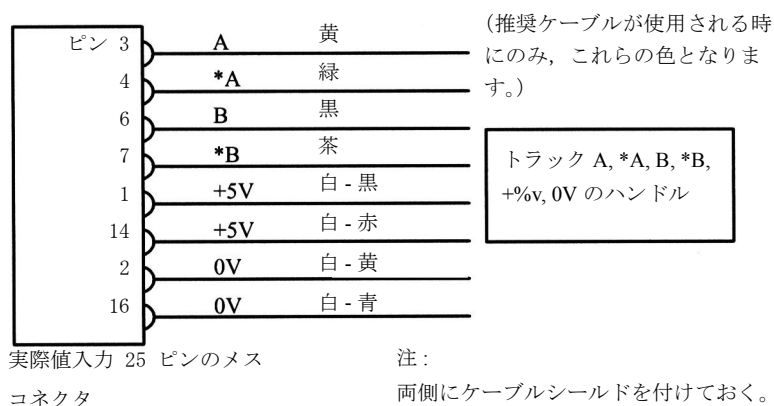 ピン 3 A 黄
4 *A 緑
6 B 黒
7 *B 茶
1 +5V 白 - 黒
14 +5V 白 - 赤
2 0V 白 - 黄
16 0V 白 - 青
(推奨ケーブルが使用される時
にのみ，これらの色となりま
す。)
トラック A, *A, B, *B,
+%v, 0V のハンドル
実際値入力 25 ピンのメス
コネクタ
注 :
両側にケーブルシールドを付けておく。